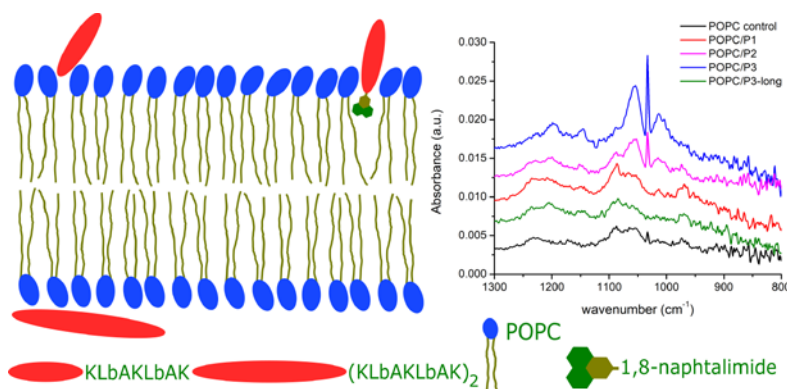 POPC control
POPC/P1
POPC/P2
POPC/P3
POPC/P3-long
0.030
0.025
0.020
0.015
0.010
0.005
0.000
Absorbance (a.u.)
1300 1200 1100 1000 900 800
wavenumber (cm⁻¹)
POPC
KLbAKLbAK (KLbAKLbAK)₂ 1,8-naphtalimide